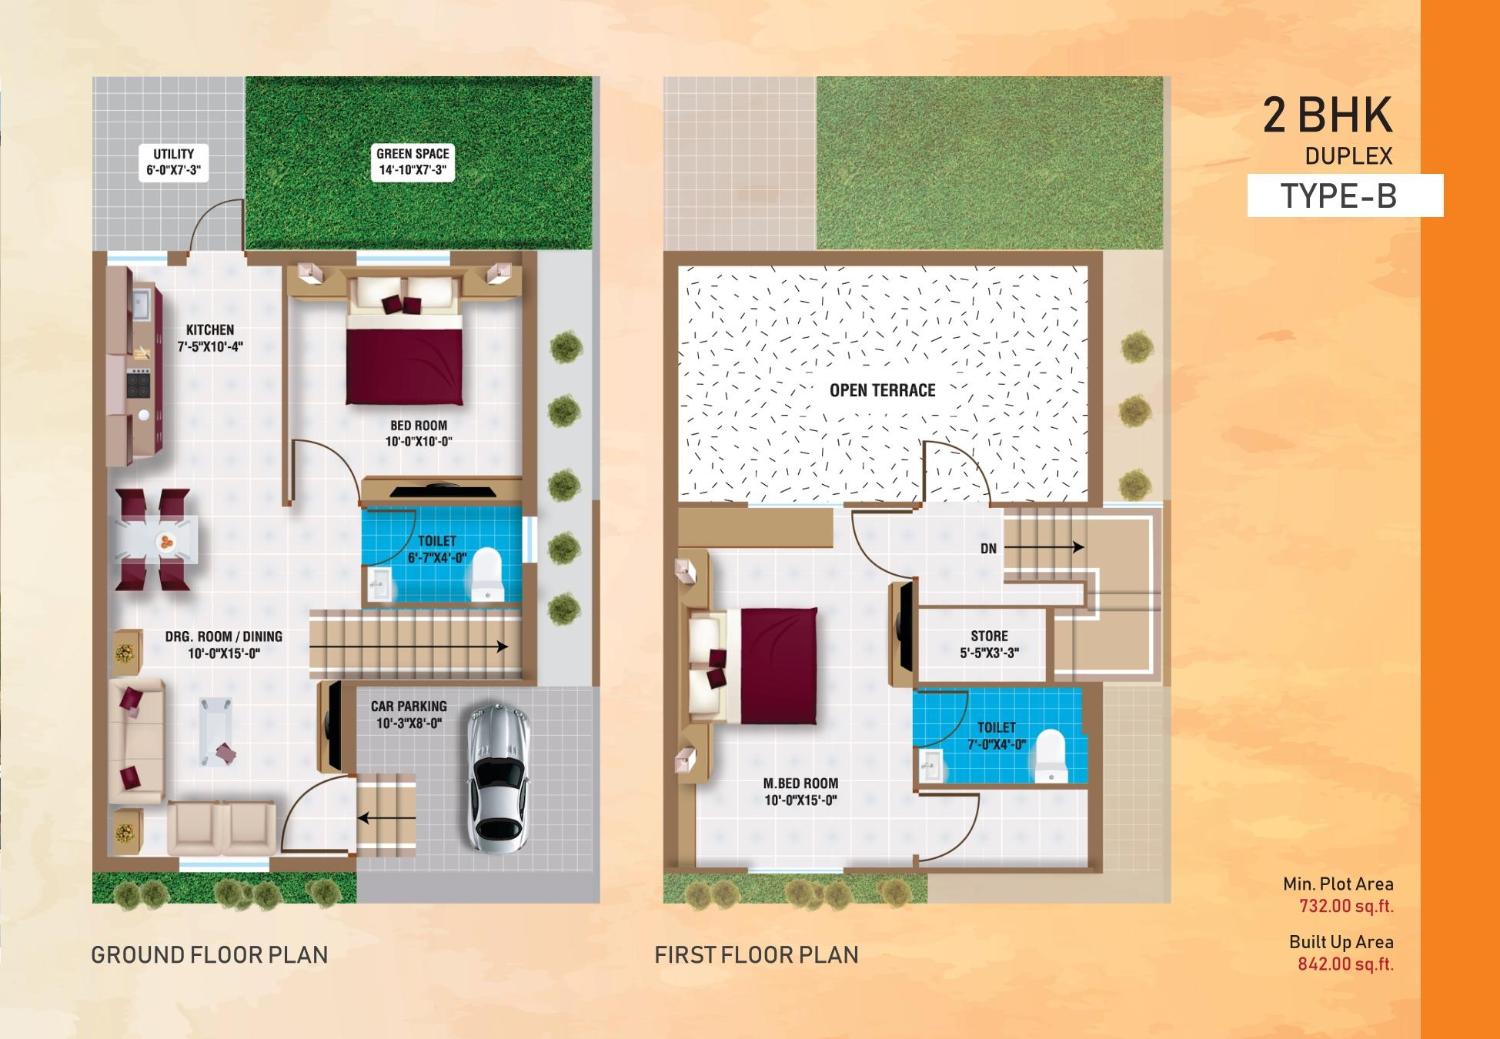 2 BHK
DUPLEX
TYPE-B
UTILITY
6'-0"X7'-3"
GREEN SPACE
14'-10"X7'-3"
KITCHEN
7'-5"X10'-4"
BED ROOM
10'-0"X10'-0"
TOILET
6'-7"X4'-0"
DRG. ROOM / DINING
10'-0"X15'-0"
CAR PARKING
10'-3"X8'-0"
GROUND FLOOR PLAN
OPEN TERRACE
DN
STORE
5'-5"X3'-3"
TOILET
7'-0"X4'-0"
M.BED ROOM
10'-0"X15'-0"
FIRST FLOOR PLAN
Min. Plot Area
732.00 sq.ft.
Built Up Area
842.00 sq.ft.